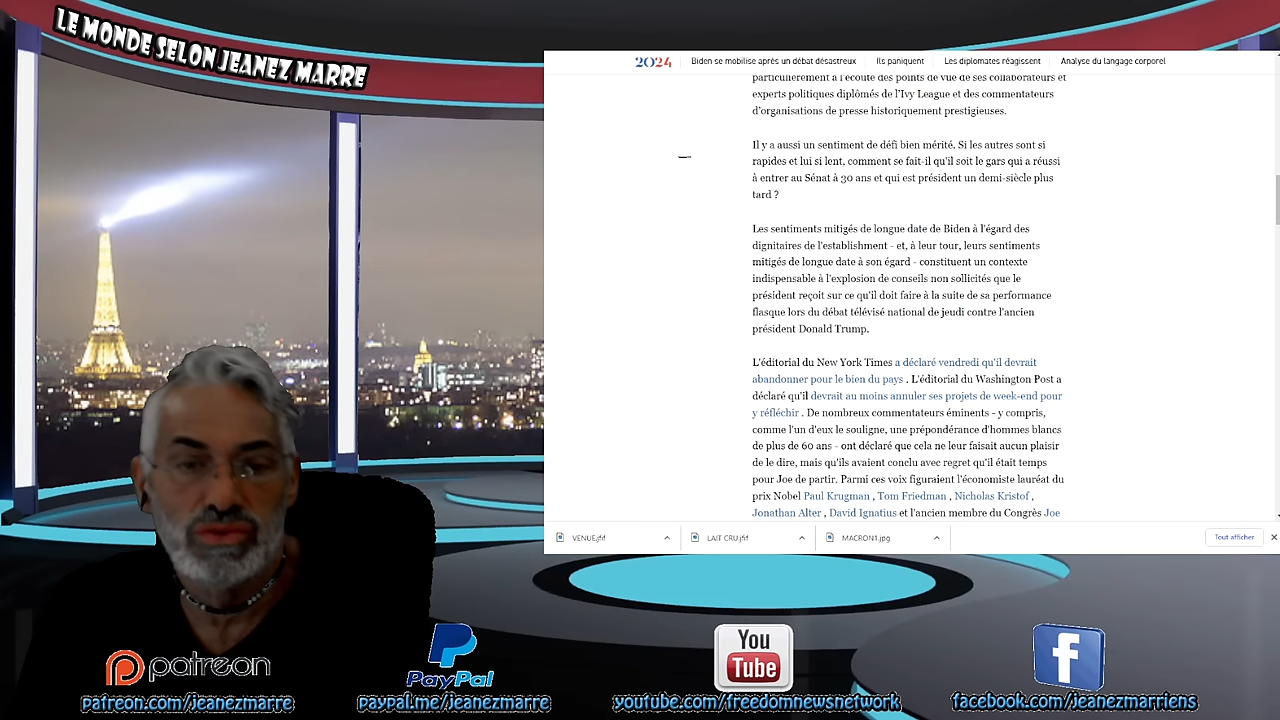 LE MONDE SELON JEANEZ MARRE
2024
Biden se mobilise après un débat désastreux
Ils paniquent
Les diplomates réagissent
Analyse du langage corporel
particulièrement à l'écoute des points de vue de ses collaborateurs et
experts politiques diplômés de l'Ivy League et des commentateurs
d'organisations de presse historiquement prestigieuses.
Il y a aussi un sentiment de défi bien mérité. Si les autres sont si
rapides et lui si lent, comment se fait-il qu'il soit le gars qui a réussi
à entrer au Sénat à 30 ans et qui est président un demi-siècle plus
tard ?
Les sentiments mitigés de longue date de Biden à l'égard des
dignitaires de l'establishment - et, à leur tour, leurs sentiments
mitigés de longue date à son égard - constituent un contexte
indispensable à l'explosion de conseils non sollicités que le
président reçoit sur ce qu'il doit faire à la suite de sa performance
flasque lors du débat télévisé national de jeudi contre l'ancien
président Donald Trump.
L'éditorial du New York Times a déclaré vendredi qu'il devrait
abandonner pour le bien du pays . L'éditorial du Washington Post a
déclaré qu'il devrait au moins annuler ses projets de week-end pour
y réfléchir . De nombreux commentateurs éminents - y compris,
comme l'un d'eux le souligne, une prépondérance d'hommes blancs
de plus de 60 ans - ont déclaré que cela ne leur faisait aucun plaisir
de le dire, mais qu'ils avaient conclu avec regret qu'il était temps
pour Joe de partir. Parmi ces voix figuraient l'économiste lauréat du
prix Nobel Paul Krugman , Tom Friedman , Nicholas Kristof ,
Jonathan Alter , David Ignatius et l'ancien membre du Congrès Joe
VENUE.jfif
LAIT CRU.jfif
MACRON1.jpg
Tout afficher
patreon
PayPal
You
Tube
f
patreon.com/jeanezmarre
paypal.me/jeanezmarre
youtube.com/freedomnewsnetwork
facebook.com/jeanezmarriens